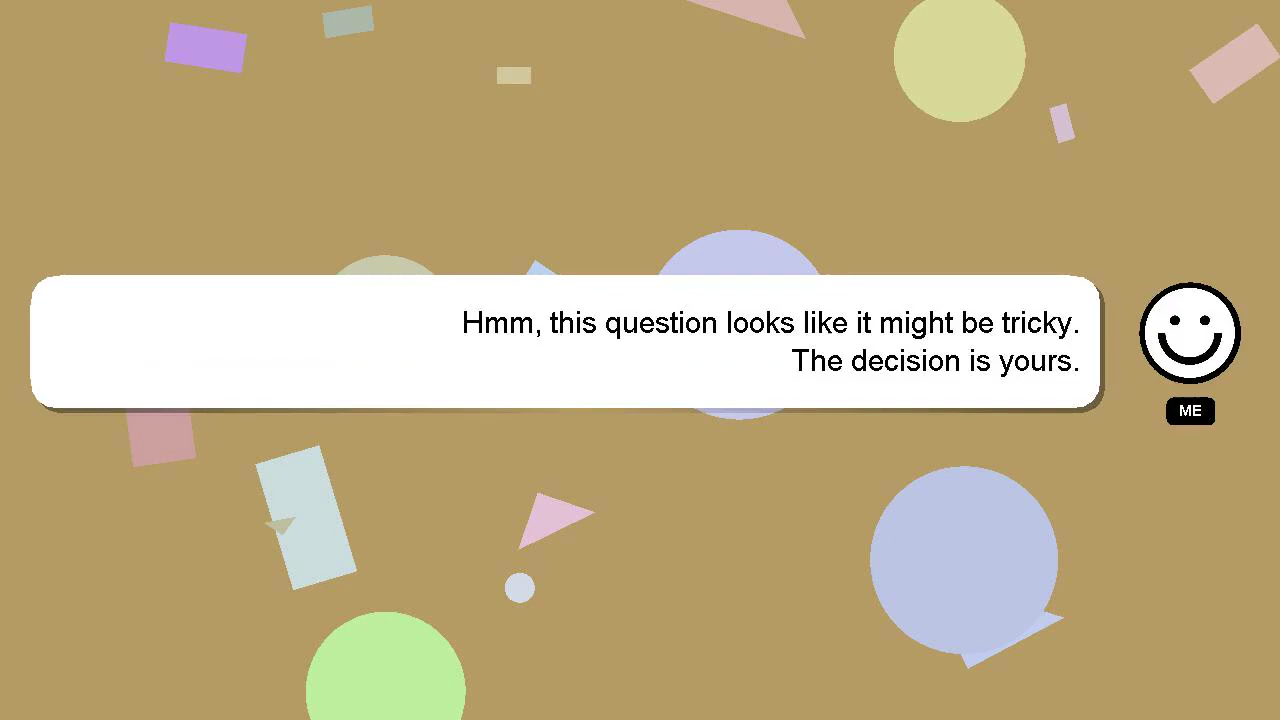 Hmm, this question looks like it might be tricky.
The decision is yours.
ME